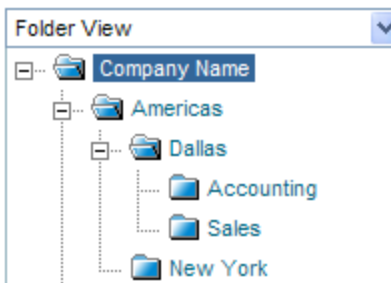 Folder View
Company Name
Americas
Dallas
Accounting
Sales
New York